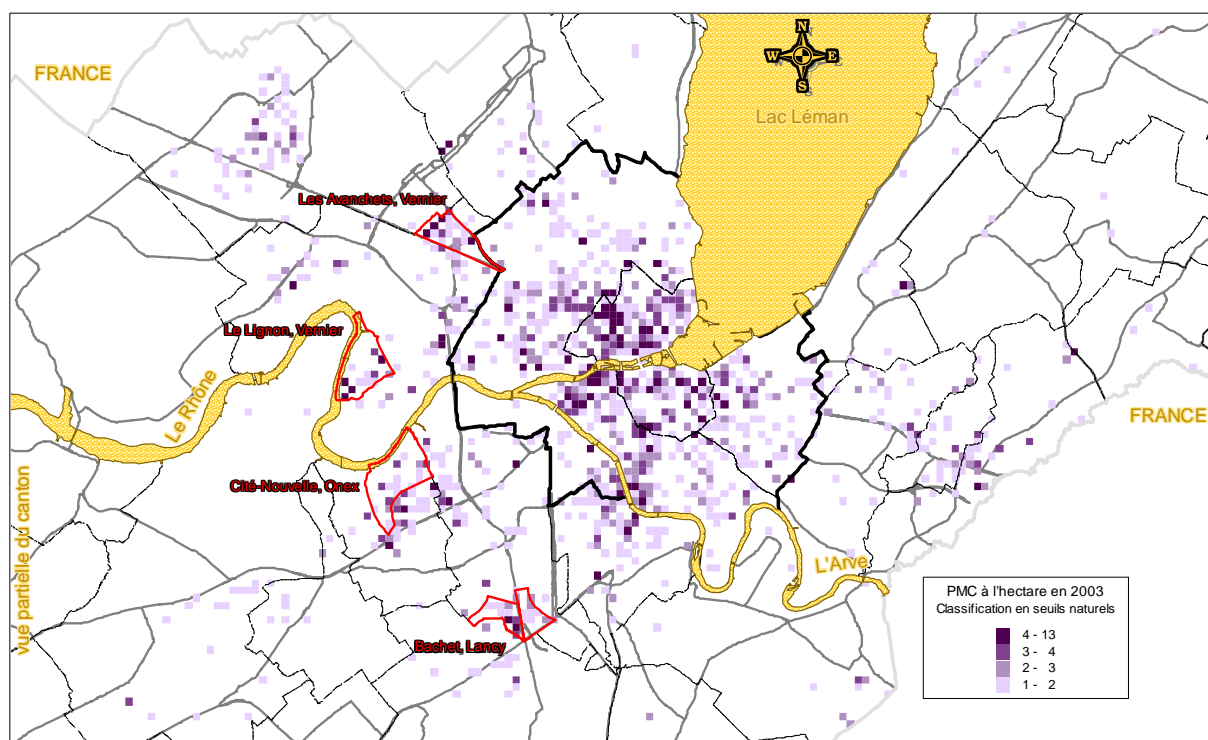 FRANCE
N
W E
S
Lac Léman
Les Avanchets, Vernier
Le Lignon, Vernier
Le Rhône
FRANCE
Cité-Nouvelle, Onex
vue partielle du canton
L'Arve
Bachet, Lancy
PMC à l'hectare en 2003
Classification en seuils naturels
4 - 13
3 - 4
2 - 3
1 - 2